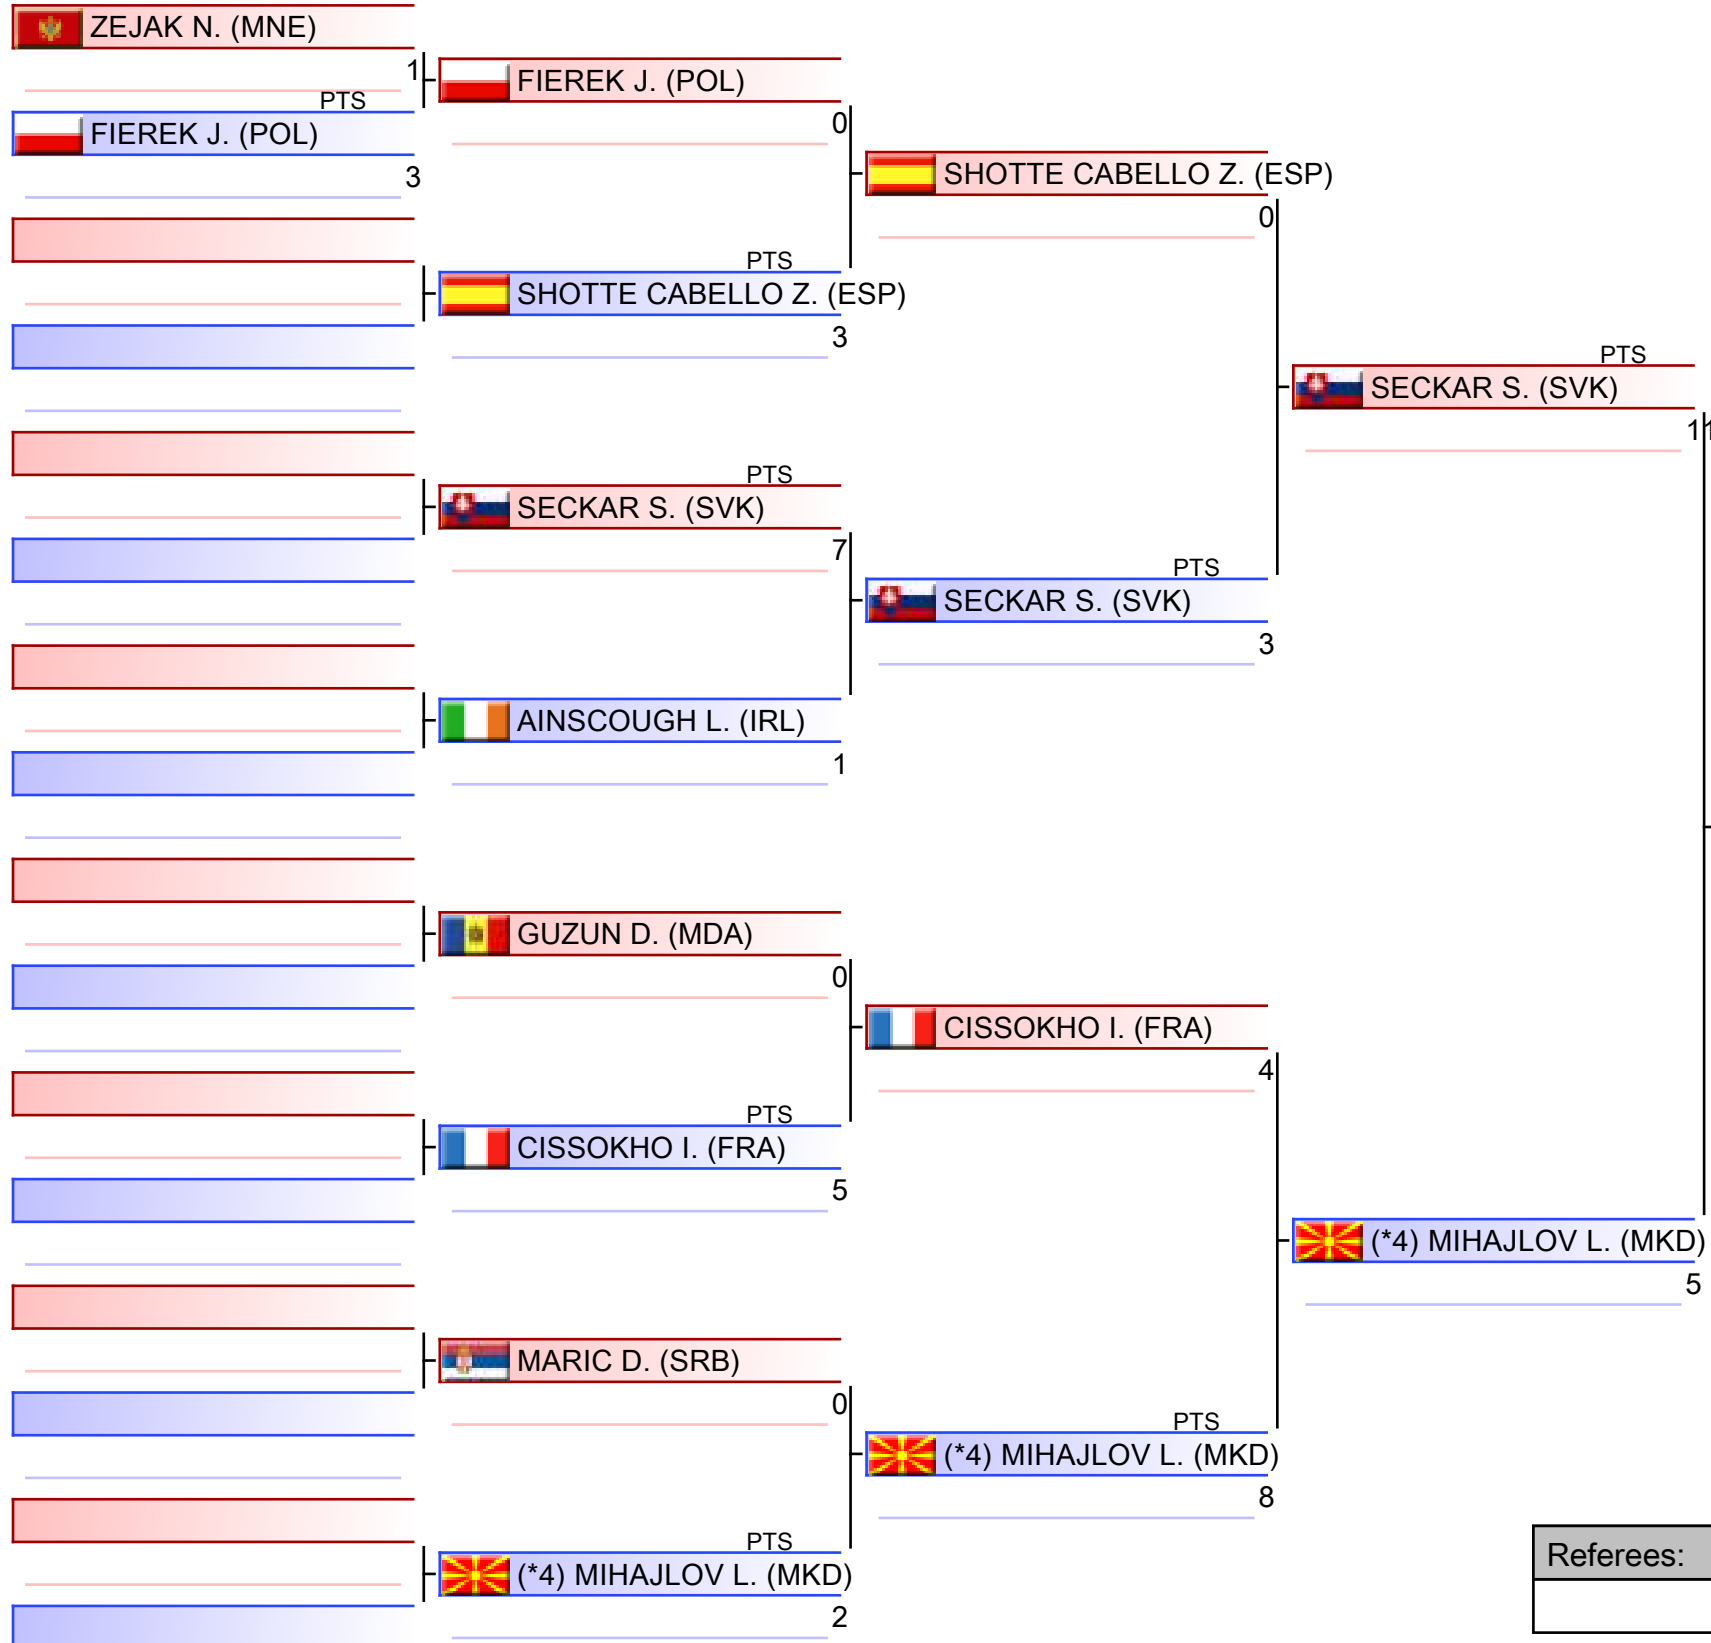 ZEJAK N. (MNE)
1
PTS
FIEREK J. (POL)
3
FIEREK J. (POL)
0
PTS
SHOTTE CABELLO Z. (ESP)
3
PTS
SECKAR S. (SVK)
7
AINSCOUGH L. (IRL)
1
GUZUN D. (MDA)
0
PTS
CISSOKHO I. (FRA)
5
MARIC D. (SRB)
0
PTS
(*4) MIHAJLOV L. (MKD)
2
SHOTTE CABELLO Z. (ESP)
0
PTS
SECKAR S. (SVK)
3
CISSOKHO I. (FRA)
4
PTS
(*4) MIHAJLOV L. (MKD)
8
PTS
SECKAR S. (SVK)
11
(*4) MIHAJLOV L. (MKD)
5
Referees: